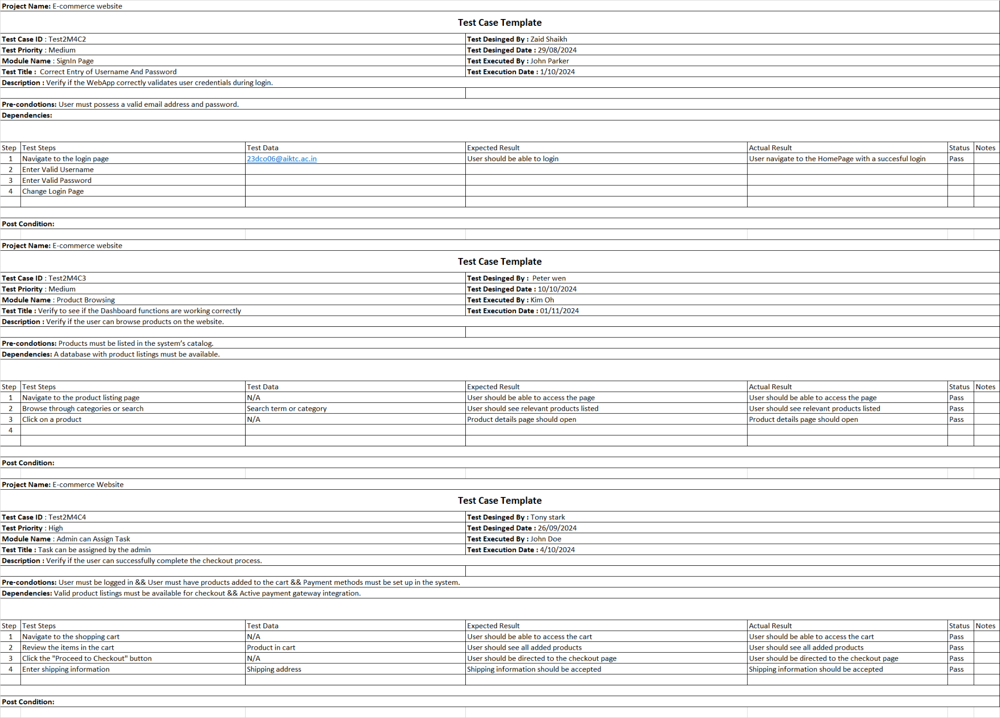 Project Name: E-commerce website
Test Case Template
Test Case ID : Test2M4C2 Test Desinged By : Zaid Shaikh
Test Priority : Medium Test Desinged Date : 29/08/2024
Module Name : SignIn Page Test Executed By : John Parker
Test Title : Correct Entry of Username And Password Test Execution Date : 1/10/2024
Description : Verify if the WebApp correctly validates user credentials during login.
Pre-condotions: User must possess a valid email address and password.
Dependencies:
Step Test Steps Test Data Expected Result Actual Result Status Notes
1 Navigate to the login page 23dco06@aiktc.ac.in User should be able to login User navigate to the HomePage with a succesful login Pass
2 Enter Valid Username
3 Enter Valid Password
4 Change Login Page
Post Condition:
Project Name: E-commerce website
Test Case Template
Test Case ID : Test2M4C3 Test Desinged By : Peter wen
Test Priority : Medium Test Desinged Date : 10/10/2024
Module Name : Product Browsing Test Executed By : Kim Oh
Test Title : Verify to see if the Dashboard functions are working correctly Test Execution Date : 01/11/2024
Description : Verify if the user can browse products on the website.
Pre-condotions: Products must be listed in the system’s catalog.
Dependencies: A database with product listings must be available.
Step Test Steps Test Data Expected Result Actual Result Status Notes
1 Navigate to the product listing page N/A User should be able to access the page User should be able to access the page Pass
2 Browse through categories or search Search term or category User should see relevant products listed User should see relevant products listed Pass
3 Click on a product N/A Product details page should open Product details page should open Pass
4
Post Condition:
Project Name: E-commerce Website
Test Case Template
Test Case ID : Test2M4C4 Test Desinged By : Tony stark
Test Priority : High Test Desinged Date : 26/09/2024
Module Name : Admin can Assign Task Test Executed By : John Doe
Test Title : Task can be assigned by the admin Test Execution Date : 4/10/2024
Description : Verify if the user can successfully complete the checkout process.
Pre-condotions: User must be logged in && User must have products added to the cart && Payment methods must be set up in the system.
Dependencies: Valid product listings must be available for checkout && Active payment gateway integration.
Step Test Steps Test Data Expected Result Actual Result Status Notes
1 Navigate to the shopping cart N/A User should be able to access the cart User should be able to access the cart Pass
2 Review the items in the cart Product in cart User should see all added products User should see all added products Pass
3 Click the "Proceed to Checkout" button N/A User should be directed to the checkout page User should be directed to the checkout page Pass
4 Enter shipping information Shipping address Shipping information should be accepted Shipping information should be accepted Pass
Post Condition: